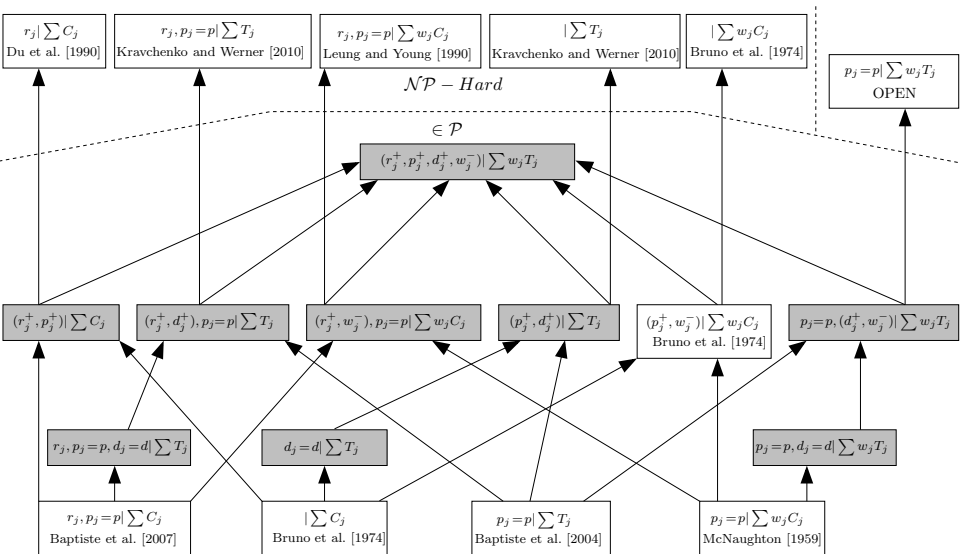 r_j| ∑ C_j
Du et al. [1990]
r_j, p_j = p| ∑ T_j
Kravchenko and Werner [2010]
r_j, p_j = p| ∑ w_jC_j
Leung and Young [1990]
| ∑ T_j
Kravchenko and Werner [2010]
| ∑ w_jC_j
Bruno et al. [1974]
p_j = p| ∑ w_jT_j
OPEN
𝒩𝒫 − Hard
∈ 𝒫
(r_j^+, p_j^+, d_j^+, w_j^-)| ∑ w_jT_j
(r_j^+, p_j^+)| ∑ C_j
(r_j^+, d_j^+), p_j = p| ∑ T_j
(r_j^+, w_j^-), p_j = p| ∑ w_jC_j
(p_j^+, d_j^+)| ∑ T_j
(p_j^+, w_j^-)| ∑ w_jC_j
Bruno et al. [1974]
p_j = p, (d_j^+, w_j^-)| ∑ w_jT_j
r_j, p_j = p, d_j = d| ∑ T_j
d_j = d| ∑ T_j
p_j = p, d_j = d| ∑ w_jT_j
r_j, p_j = p| ∑ C_j
Baptiste et al. [2007]
| ∑ C_j
Bruno et al. [1974]
p_j = p| ∑ T_j
Baptiste et al. [2004]
p_j = p| ∑ w_jC_j
McNaughton [1959]